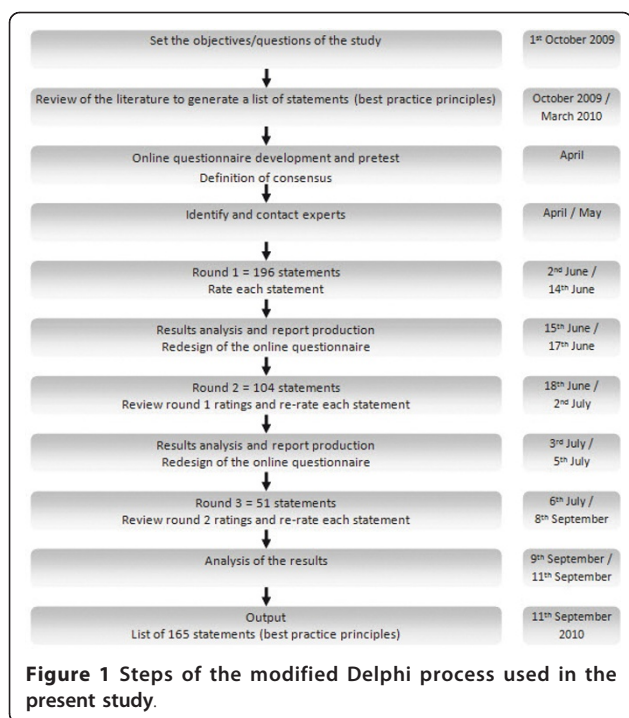 Set the objectives/questions of the study
1st October 2009
Review of the literature to generate a list of statements (best practice principles)
October 2009 /
March 2010
Online questionnaire development and pretest
Definition of consensus
April
Identify and contact experts
April / May
Round 1 = 196 statements
Rate each statement
2nd June /
14th June
Results analysis and report production
Redesign of the online questionnaire
15th June /
17th June
Round 2 = 104 statements
Review round 1 ratings and re-rate each statement
18th June /
2nd July
Results analysis and report production
Redesign of the online questionnaire
3rd July /
5th July
Round 3 = 51 statements
Review round 2 ratings and re-rate each statement
6th July /
8th September
Analysis of the results
9th September /
11th September
Output
List of 165 statements (best practice principles)
11th September
2010
Figure 1 Steps of the modified Delphi process used in the
present study.